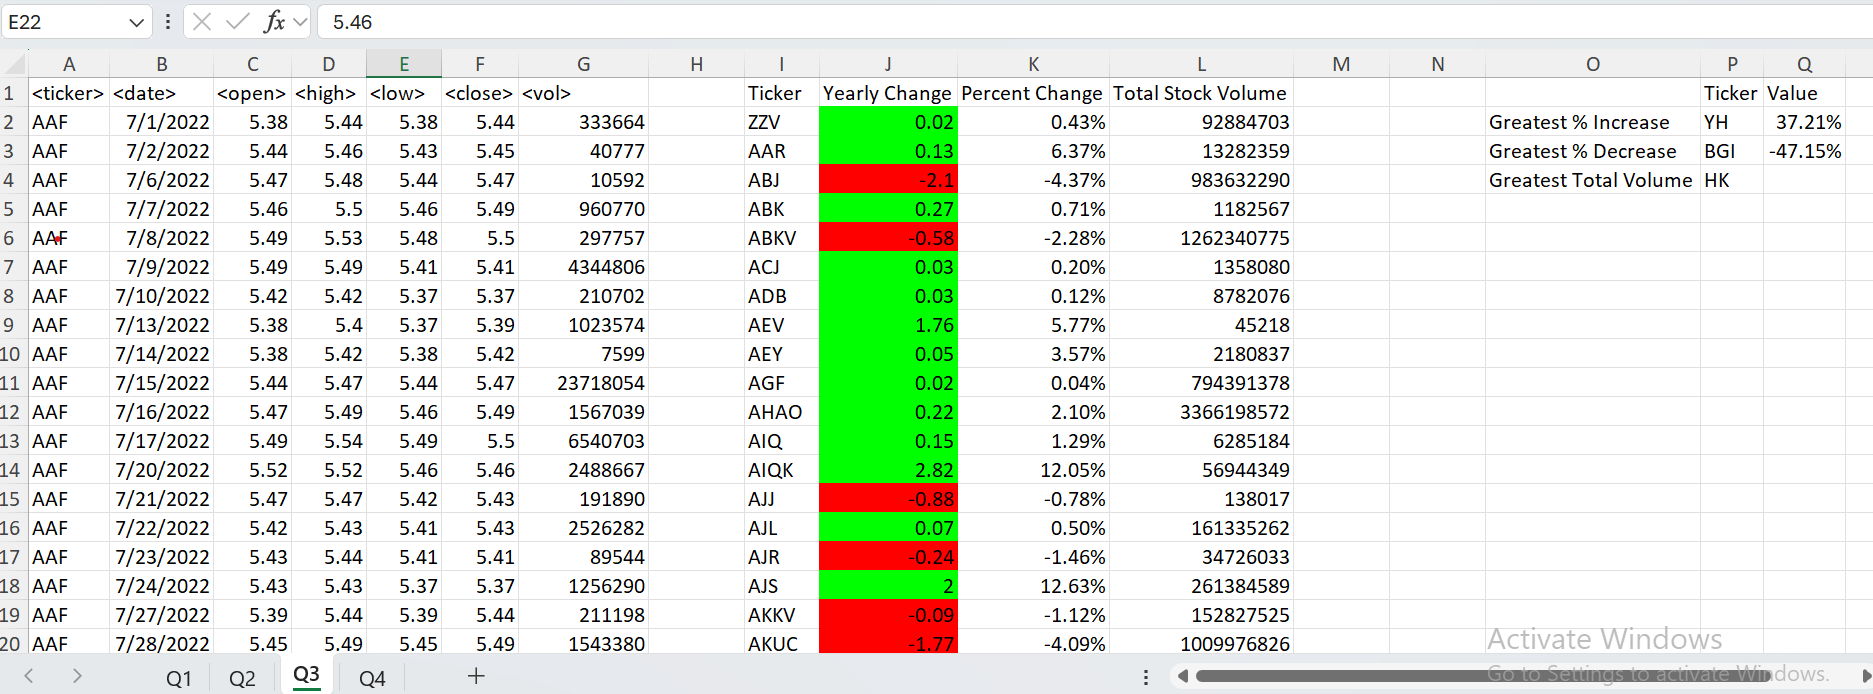 E22 fx 5.46
A B C D E F G H I J K L M N O P Q
1 <ticker> <date> <open> <high> <low> <close> <vol> Ticker Yearly Change Percent Change Total Stock Volume Ticker Value
2 AAF 7/1/2022 5.38 5.44 5.38 5.44 333664 ZZV 0.02 0.43% 92884703 Greatest % Increase YH 37.21%
3 AAF 7/2/2022 5.44 5.46 5.43 5.45 40777 AAR 0.13 6.37% 13282359 Greatest % Decrease BGI -47.15%
4 AAF 7/6/2022 5.47 5.48 5.44 5.47 10592 ABJ -2.1 -4.37% 983632290 Greatest Total Volume HK
5 AAF 7/7/2022 5.46 5.5 5.46 5.49 960770 ABK 0.27 0.71% 1182567
6 AAF 7/8/2022 5.49 5.53 5.48 5.5 297757 ABKV -0.58 -2.28% 1262340775
7 AAF 7/9/2022 5.49 5.49 5.41 5.41 4344806 ACJ 0.03 0.20% 1358080
8 AAF 7/10/2022 5.42 5.42 5.37 5.37 210702 ADB 0.03 0.12% 8782076
9 AAF 7/13/2022 5.38 5.4 5.37 5.39 1023574 AEV 1.76 5.77% 45218
10 AAF 7/14/2022 5.38 5.42 5.38 5.42 7599 AEY 0.05 3.57% 2180837
11 AAF 7/15/2022 5.44 5.47 5.44 5.47 23718054 AGF 0.02 0.04% 794391378
12 AAF 7/16/2022 5.47 5.49 5.46 5.49 1567039 AHAO 0.22 2.10% 3366198572
13 AAF 7/17/2022 5.49 5.54 5.49 5.5 6540703 AIQ 0.15 1.29% 6285184
14 AAF 7/20/2022 5.52 5.52 5.46 5.46 2488667 AIQK 2.82 12.05% 56944349
15 AAF 7/21/2022 5.47 5.47 5.42 5.43 191890 AJJ -0.88 -0.78% 138017
16 AAF 7/22/2022 5.42 5.43 5.41 5.43 2526282 AJL 0.07 0.50% 161335262
17 AAF 7/23/2022 5.43 5.44 5.41 5.41 89544 AJR -0.24 -1.46% 34726033
18 AAF 7/24/2022 5.43 5.43 5.37 5.37 1256290 AJS 2 12.63% 261384589
19 AAF 7/27/2022 5.39 5.44 5.39 5.44 211198 AKKV -0.09 -1.12% 152827525
20 AAF 7/28/2022 5.45 5.49 5.45 5.49 1543380 AKUC -1.77 -4.09% 1009976826
Activate Windows
Go to Settings to activate Windows.
Q1 Q2 Q3 Q4 +